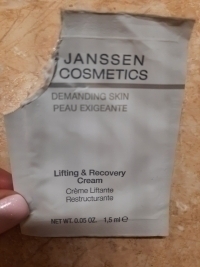 JANSSEN
COSMETICS
DEMANDING SKIN
PEAU EXIGEANTE
Lifting & Recovery
Cream
Crème Liftante
Restructurante
NET WT. 0.05 OZ. 1,5 ml ℮